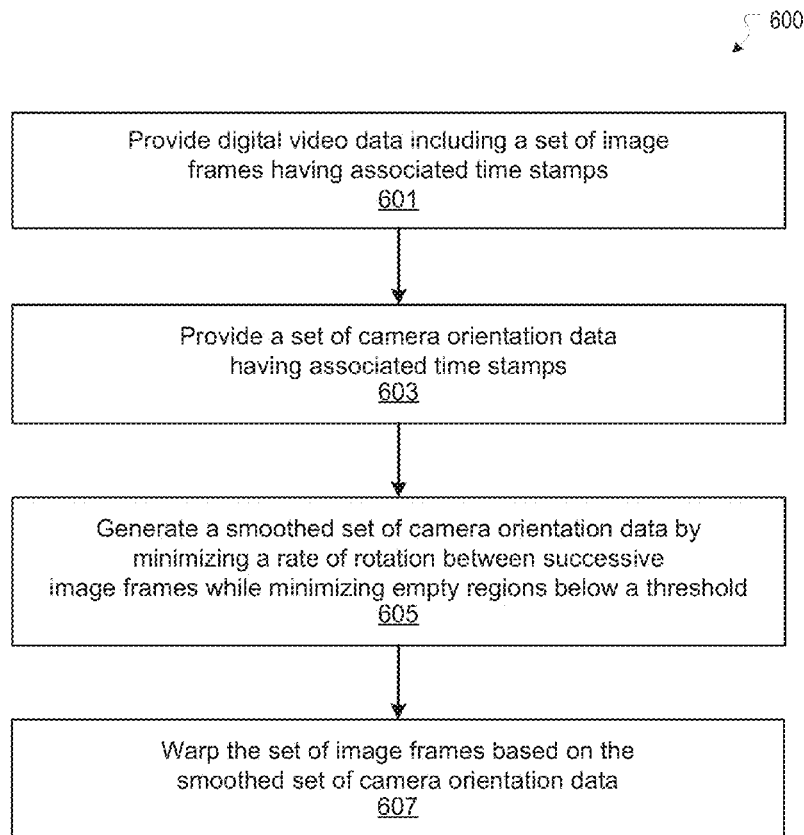 600
Provide digital video data including a set of image
frames having associated time stamps
601
Provide a set of camera orientation data
having associated time stamps
603
Generate a smoothed set of camera orientation data by
minimizing a rate of rotation between successive
image frames while minimizing empty regions below a threshold
605
Warp the set of image frames based on the
smoothed set of camera orientation data
607